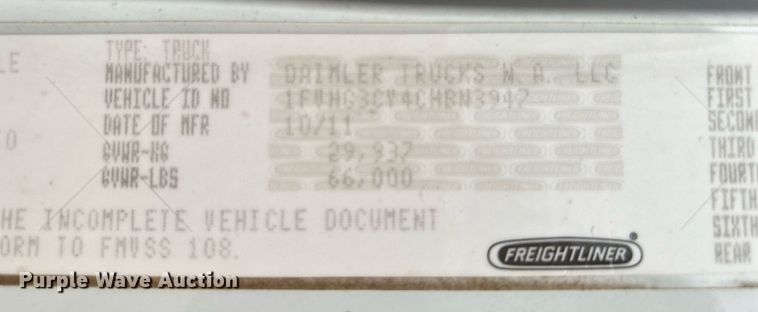 TYPE: TRUCK
MANUFACTURED BY DAIMLER TRUCKS N.A., LLC
VEHICLE ID NO 1FVHG3CY4CHBN3947
DATE OF MFR 10/11
GVWR-KG 29,937
GVWR-LBS 66,000
HE INCOMPLETE VEHICLE DOCUMENT
ORM TO FMVSS 108.
FREIGHTLINER
FRONT
FIRST
SECOND
THIRD
FOURTH
FIFTH
SIXTH
REAR
Purple Wave Auction